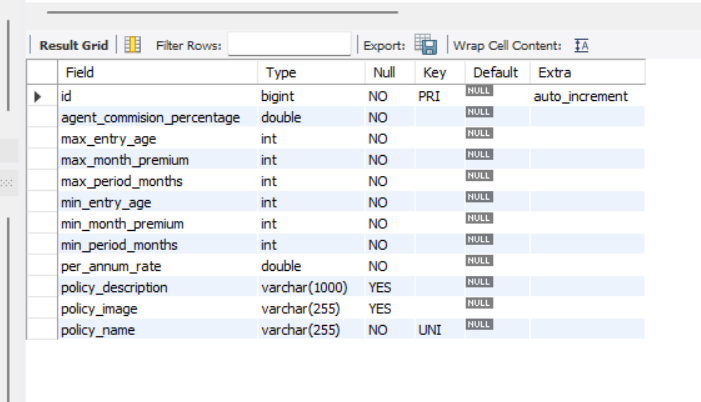 Result Grid Filter Rows: Export: Wrap Cell Content: IA
Field Type Null Key Default Extra
id bigint NO PRI NULL auto_increment
agent_commision_percentage double NO NULL
max_entry_age int NO NULL
max_month_premium int NO NULL
max_period_months int NO NULL
min_entry_age int NO NULL
min_month_premium int NO NULL
min_period_months int NO NULL
per_annum_rate double NO NULL
policy_description varchar(1000) YES NULL
policy_image varchar(255) YES NULL
policy_name varchar(255) NO UNI NULL